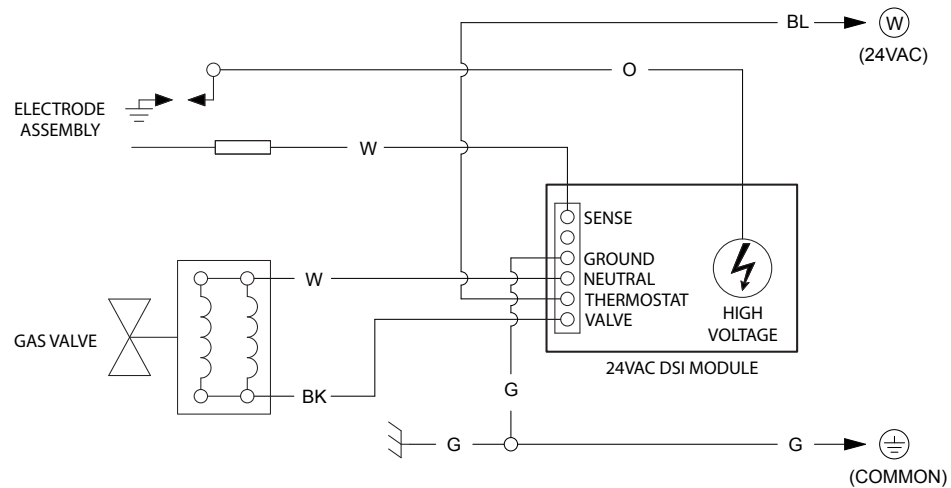 BL
W
(24VAC)
O
ELECTRODE
ASSEMBLY
W
SENSE
GROUND
W
NEUTRAL
THERMOSTAT
VALVE
HIGH
VOLTAGE
GAS VALVE
24VAC DSI MODULE
BK
G
G
G
(COMMON)